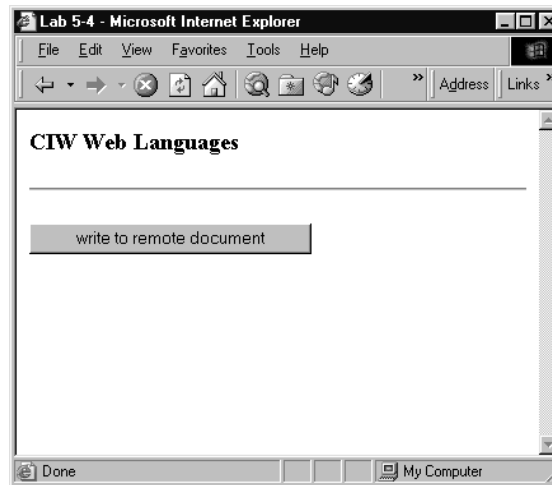 Lab 5-4 - Microsoft Internet Explorer
File Edit View Favorites Tools Help
» Address Links »
CIW Web Languages
write to remote document
Done My Computer